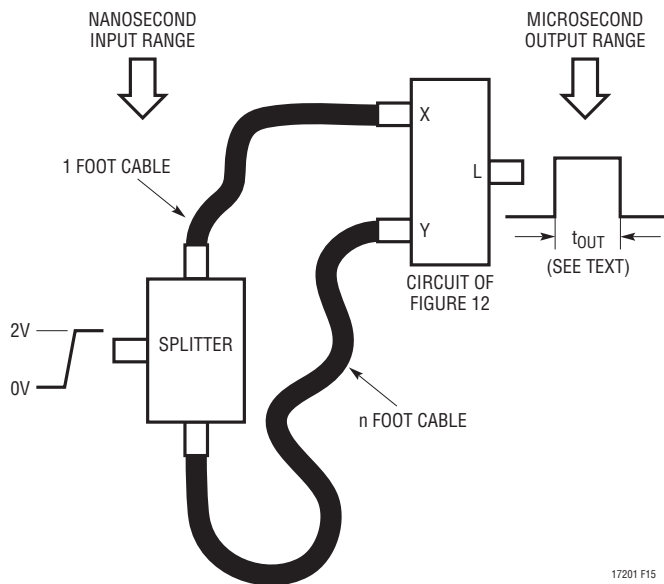 NANOSECOND
INPUT RANGE
MICROSECOND
OUTPUT RANGE
1 FOOT CABLE
X
L
Y
tOUT
(SEE TEXT)
CIRCUIT OF
FIGURE 12
2V
0V
SPLITTER
n FOOT CABLE
17201 F15